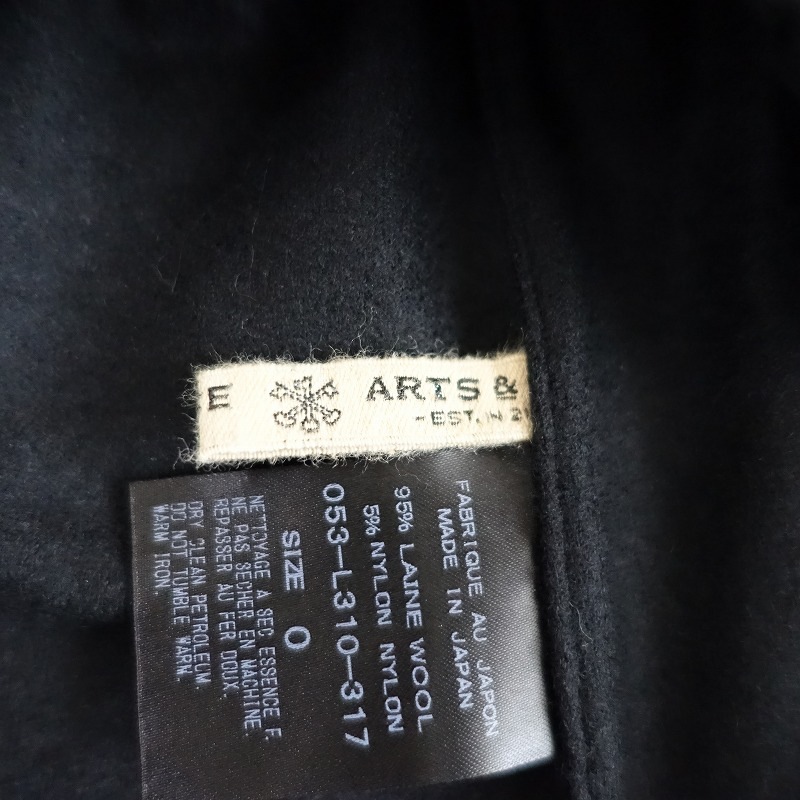 E ARTS &
-EST. IN 2
FABRIQUE AU JAPON
MADE IN JAPAN
95% LAINE WOOL
5% NYLON NYLON
053-L310-317
SIZE 0
NETTOYAGE A SEC ESSENCE F.
NE PAS SECHER EN MACHINE.
REPASSER AU FER DOUX.
DRY CLEAN PETROLEUM.
DO NOT TUMBLE WARM.
WARM IRON.